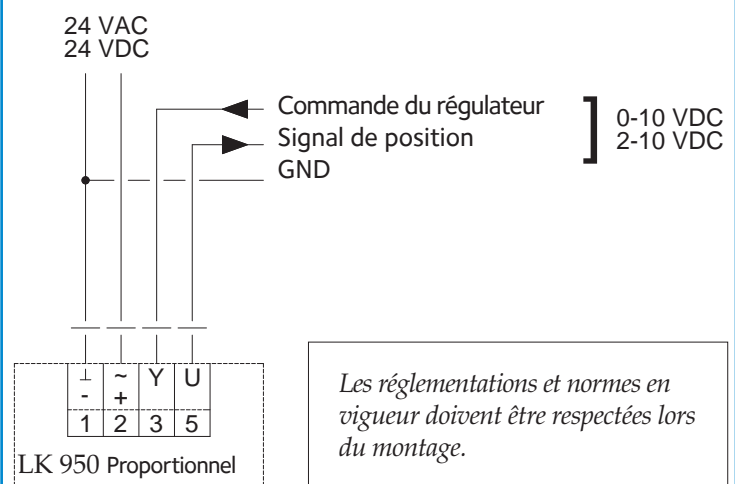 24 VAC
24 VDC
Commande du régulateur
Signal de position
GND
0-10 VDC
2-10 VDC
⊥ ~ Y U
- +
1 2 3 5
LK 950 Proportionnel
Les réglementations et normes en
vigueur doivent être respectées lors
du montage.